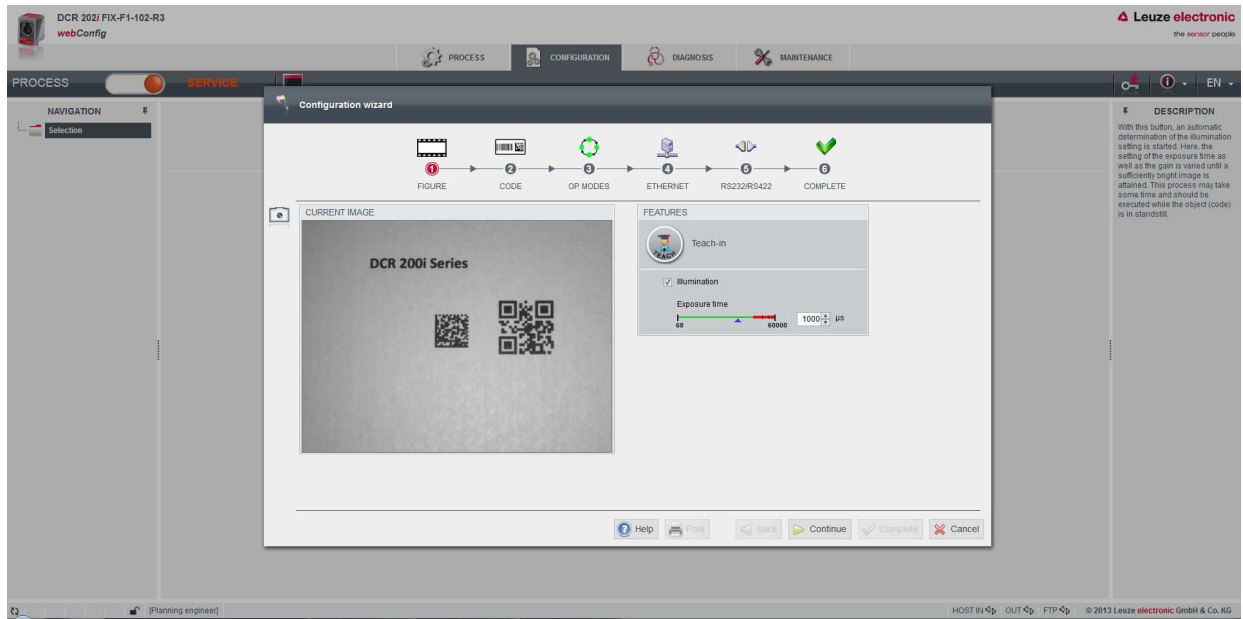 DCR 202i FIX-F1-102-R3
webConfig
Leuze electronic
the sensor people
PROCESS
CONFIGURATION
DIAGNOSIS
MAINTENANCE
PROCESS
SERVICE
EN
NAVIGATION
Selection
Configuration wizard
1
2
3
4
5
6
FIGURE
CODE
OP MODES
ETHERNET
RS232/RS422
COMPLETE
CURRENT IMAGE
DCR 200i Series
FEATURES
TEACH
Teach-in
Illumination
Exposure time
68
60000
1000
µs
Help
Print
Back
Continue
Complete
Cancel
DESCRIPTION
With this button, an automatic
determination of the illumination
setting is started. Here, the
setting of the exposure time as
well as the gain is varied until a
sufficiently bright image is
attained. This process may take
some time and should be
executed while the object (code)
is in standstill.
[Planning engineer]
HOST IN
OUT
FTP
© 2013 Leuze electronic GmbH & Co. KG